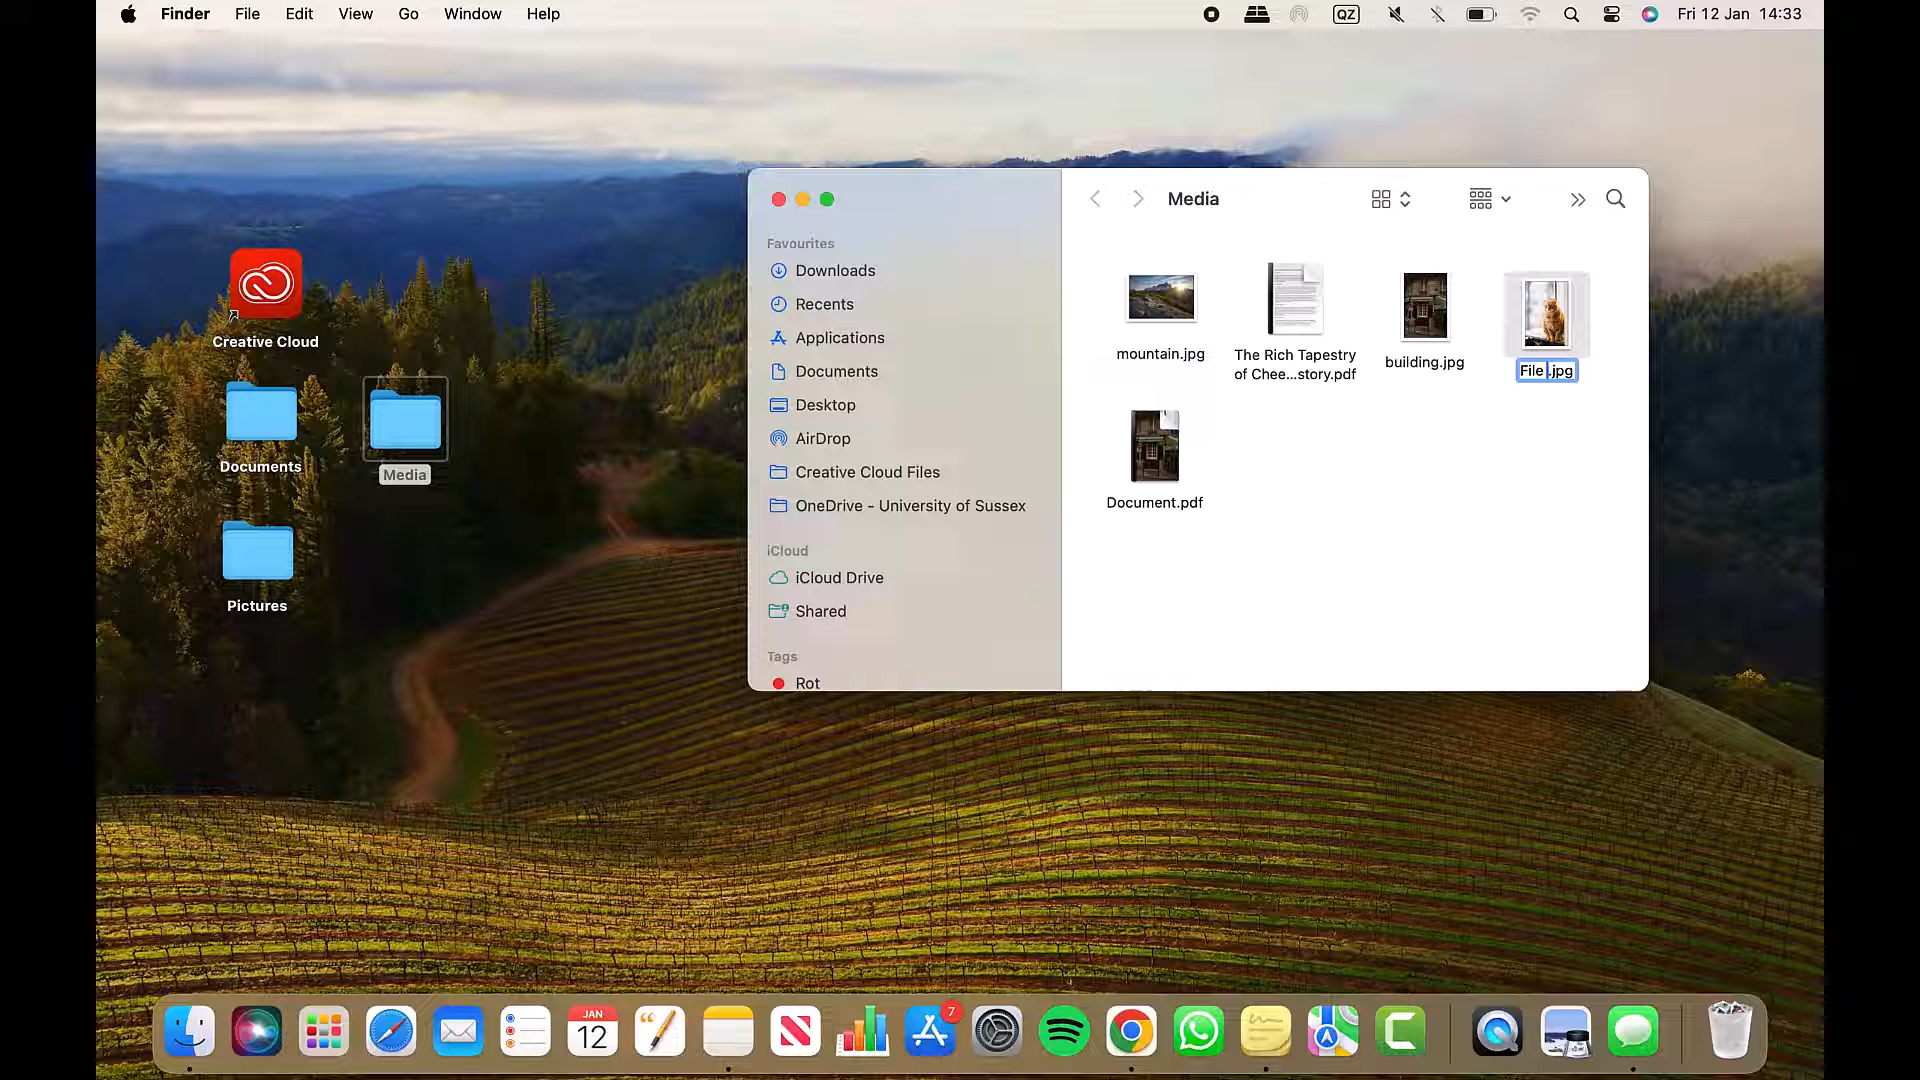 Finder File Edit View Go Window Help QZ Fri 12 Jan 14:33
Media
Favourites
Downloads
Recents
Applications
Documents
Desktop
AirDrop
Creative Cloud Files
OneDrive - University of Sussex
iCloud
iCloud Drive
Shared
Tags
Rot
mountain.jpg
The Rich Tapestry
of Chee...story.pdf
building.jpg
File .jpg
Document.pdf
Creative Cloud
Documents
Media
Pictures
JAN
12
7